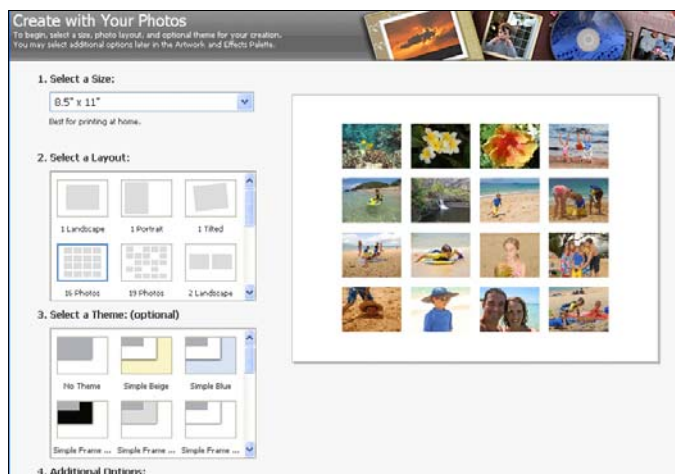 Create with Your Photos
To begin, select a size, photo layout, and optional theme for your creation.
You may select additional options later in the Artwork and Effects Palette.
1. Select a Size:
8.5" x 11"
Best for printing at home.
2. Select a Layout:
1 Landscape 1 Portrait 1 Tilted
16 Photos 19 Photos 2 Landscape
3. Select a Theme: (optional)
No Theme Simple Beige Simple Blue
Simple Frame ... Simple Frame ... Simple Frame ...
4. Additional Options: